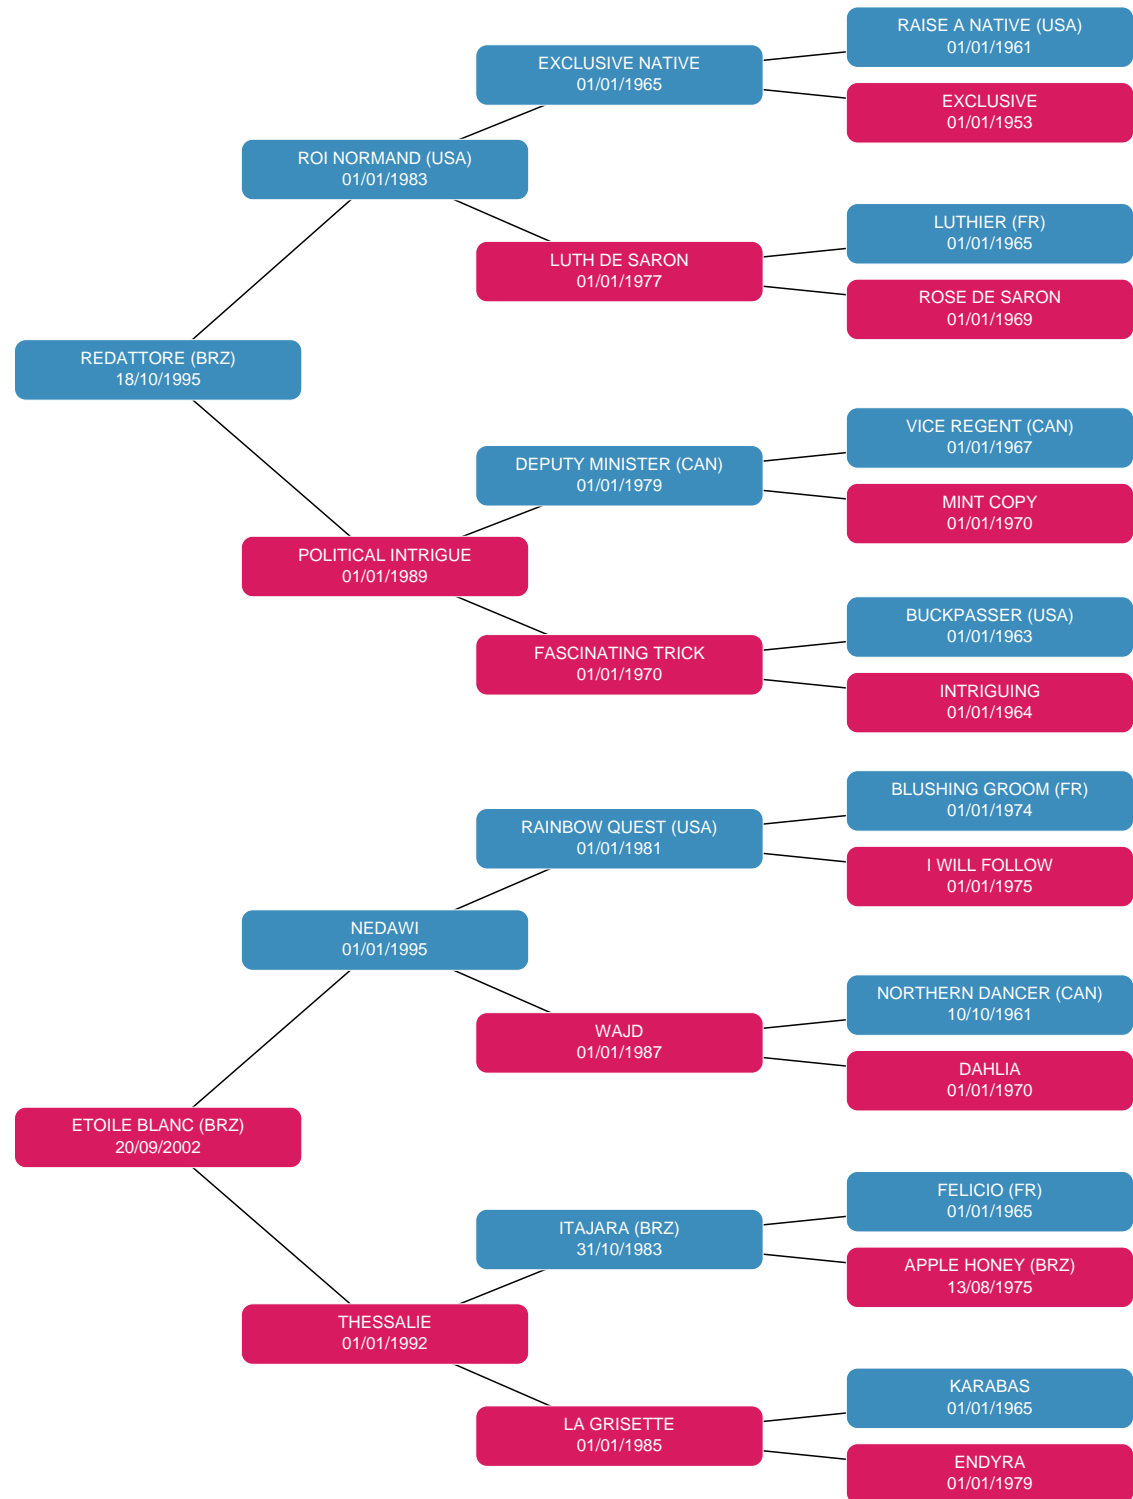 RAISE A NATIVE (USA)
01/01/1961
EXCLUSIVE NATIVE
01/01/1965
EXCLUSIVE
01/01/1953
ROI NORMAND (USA)
01/01/1983
LUTHIER (FR)
01/01/1965
LUTH DE SARON
01/01/1977
ROSE DE SARON
01/01/1969
REDATTORE (BRZ)
18/10/1995
VICE REGENT (CAN)
01/01/1967
DEPUTY MINISTER (CAN)
01/01/1979
MINT COPY
01/01/1970
POLITICAL INTRIGUE
01/01/1989
BUCKPASSER (USA)
01/01/1963
FASCINATING TRICK
01/01/1970
INTRIGUING
01/01/1964
BLUSHING GROOM (FR)
01/01/1974
RAINBOW QUEST (USA)
01/01/1981
I WILL FOLLOW
01/01/1975
NEDAWI
01/01/1995
NORTHERN DANCER (CAN)
10/10/1961
WAJD
01/01/1987
DAHLIA
01/01/1970
ETOILE BLANC (BRZ)
20/09/2002
FELICIO (FR)
01/01/1965
ITAJARA (BRZ)
31/10/1983
APPLE HONEY (BRZ)
13/08/1975
THESSALIE
01/01/1992
KARABAS
01/01/1965
LA GRISETTE
01/01/1985
ENDYRA
01/01/1979